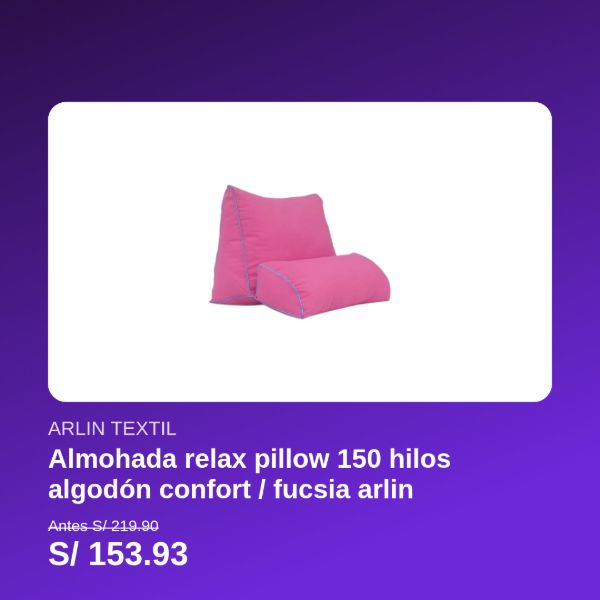 ARLIN TEXTIL
Almohada relax pillow 150 hilos
algodón confort / fucsia arlin
Antes S/ 219.90
S/ 153.93